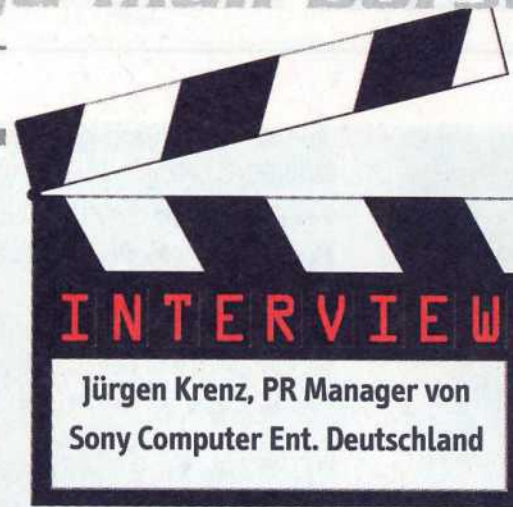 INTERVIEW
Jürgen Krenz, PR Manager von
Sony Computer Ent. Deutschland